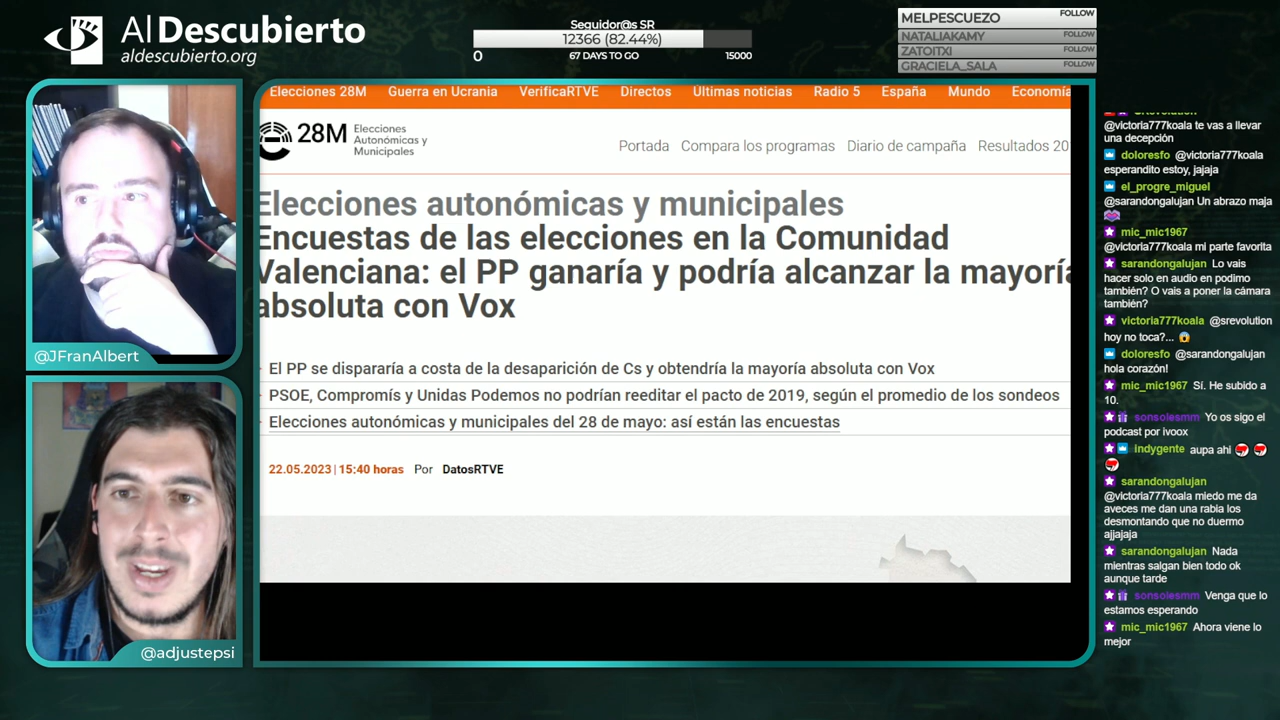 Al Descubierto
aldescubierto.org
Seguidor@s SR
12366 (82.44%)
0
67 DAYS TO GO
15000
MELPESCUEZO FOLLOW
NATALIAKAMY FOLLOW
ZATOITXI FOLLOW
GRACIELA_SALA FOLLOW
@JFranAlbert
@adjustepsi
Elecciones 28M Guerra en Ucrania VerificaRTVE Directos Últimas noticias Radio 5 España Mundo Economía
28M Elecciones
Autonómicas y
Municipales
Portada Compara los programas Diario de campaña Resultados 20
Elecciones autonómicas y municipales
Encuestas de las elecciones en la Comunidad
Valenciana: el PP ganaría y podría alcanzar la mayoría
absoluta con Vox
El PP se dispararía a costa de la desaparición de Cs y obtendría la mayoría absoluta con Vox
PSOE, Compromís y Unidas Podemos no podrían reeditar el pacto de 2019, según el promedio de los sondeos
Elecciones autonómicas y municipales del 28 de mayo: así están las encuestas
22.05.2023 | 15:40 horas Por DatosRTVE
@victoria777koala te vas a llevar
una decepción
doloresfo @victoria777koala
esperandito estoy, jajaja
el_progre_miguel
@sarandongalujan Un abrazo maja
mic_mic1967
@victoria777koala mi parte favorita
sarandongalujan Lo vais
hacer solo en audio en podimo
también? O vais a poner la cámara
también?
victoria777koala @srevolution
hoy no toca?...
doloresfo @sarandongalujan
hola corazón!
mic_mic1967 Sí. He subido a
10.
sonsolesmm Yo os sigo el
podcast por ivoox
indygente aupa ahi
sarandongalujan
@victoria777koala miedo me da
aveces me dan una rabia los
desmontando que no duermo
ajjajaja
sarandongalujan Nada
mientras salgan bien todo ok
aunque tarde
sonsolesmm Venga que lo
estamos esperando
mic_mic1967 Ahora viene lo
mejor